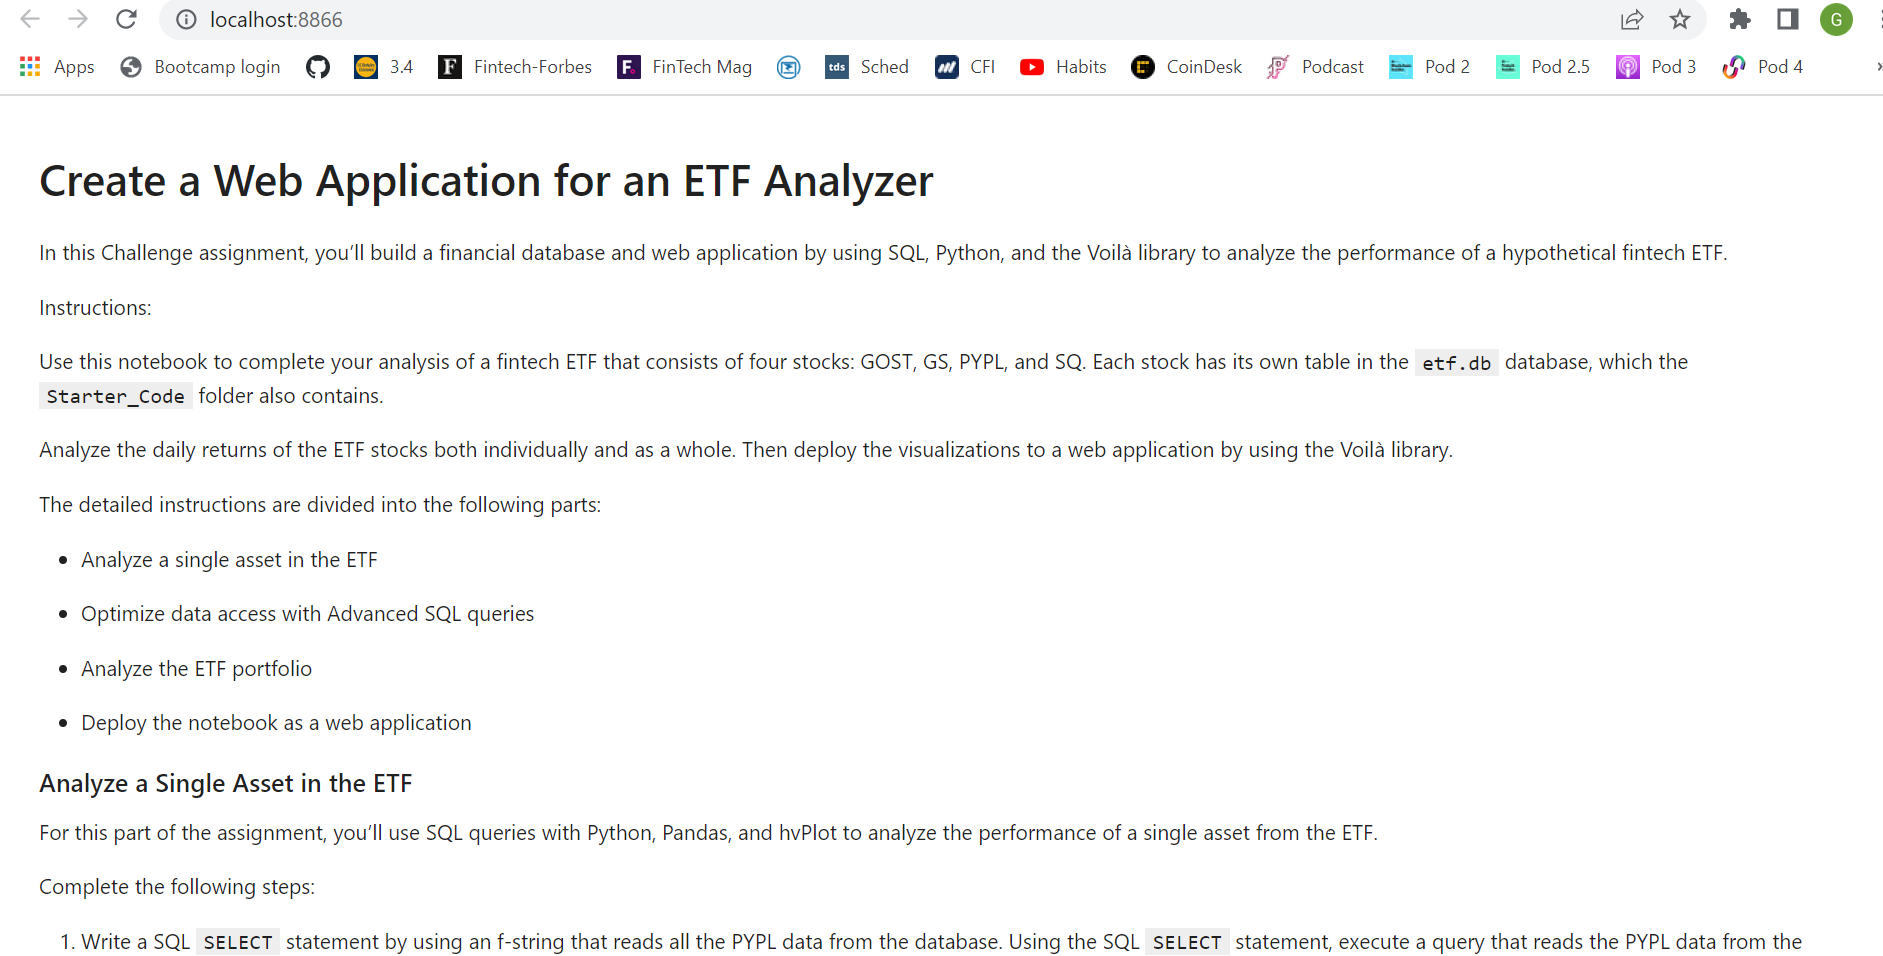 localhost:8866
G
Apps
Bootcamp login
3.4
F
Fintech-Forbes
F.
FinTech Mag
tds
Sched
CFI
Habits
CoinDesk
Podcast
Pod 2
Pod 2.5
Pod 3
Pod 4
»
Create a Web Application for an ETF Analyzer
In this Challenge assignment, you’ll build a financial database and web application by using SQL, Python, and the Voilà library to analyze the performance of a hypothetical fintech ETF.
Instructions:
Use this notebook to complete your analysis of a fintech ETF that consists of four stocks: GOST, GS, PYPL, and SQ. Each stock has its own table in the etf.db database, which the
Starter_Code folder also contains.
Analyze the daily returns of the ETF stocks both individually and as a whole. Then deploy the visualizations to a web application by using the Voilà library.
The detailed instructions are divided into the following parts:
• Analyze a single asset in the ETF
• Optimize data access with Advanced SQL queries
• Analyze the ETF portfolio
• Deploy the notebook as a web application
Analyze a Single Asset in the ETF
For this part of the assignment, you’ll use SQL queries with Python, Pandas, and hvPlot to analyze the performance of a single asset from the ETF.
Complete the following steps:
1. Write a SQL SELECT statement by using an f-string that reads all the PYPL data from the database. Using the SQL SELECT statement, execute a query that reads the PYPL data from the